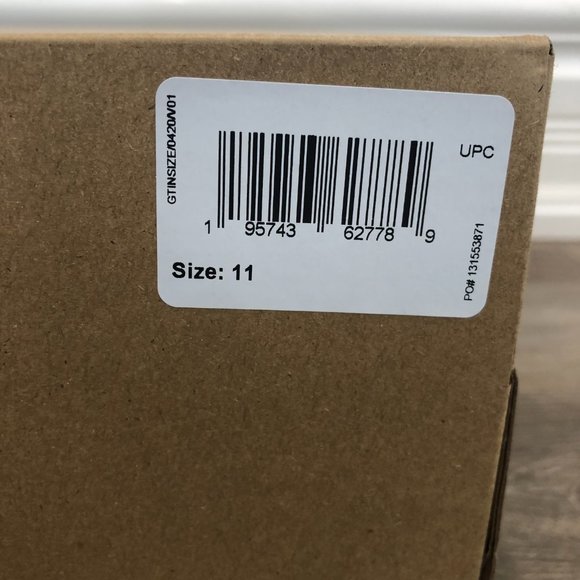 GTINSIZE/0420/V01
UPC
1 95743 62778 9
Size: 11
PO# 131553871